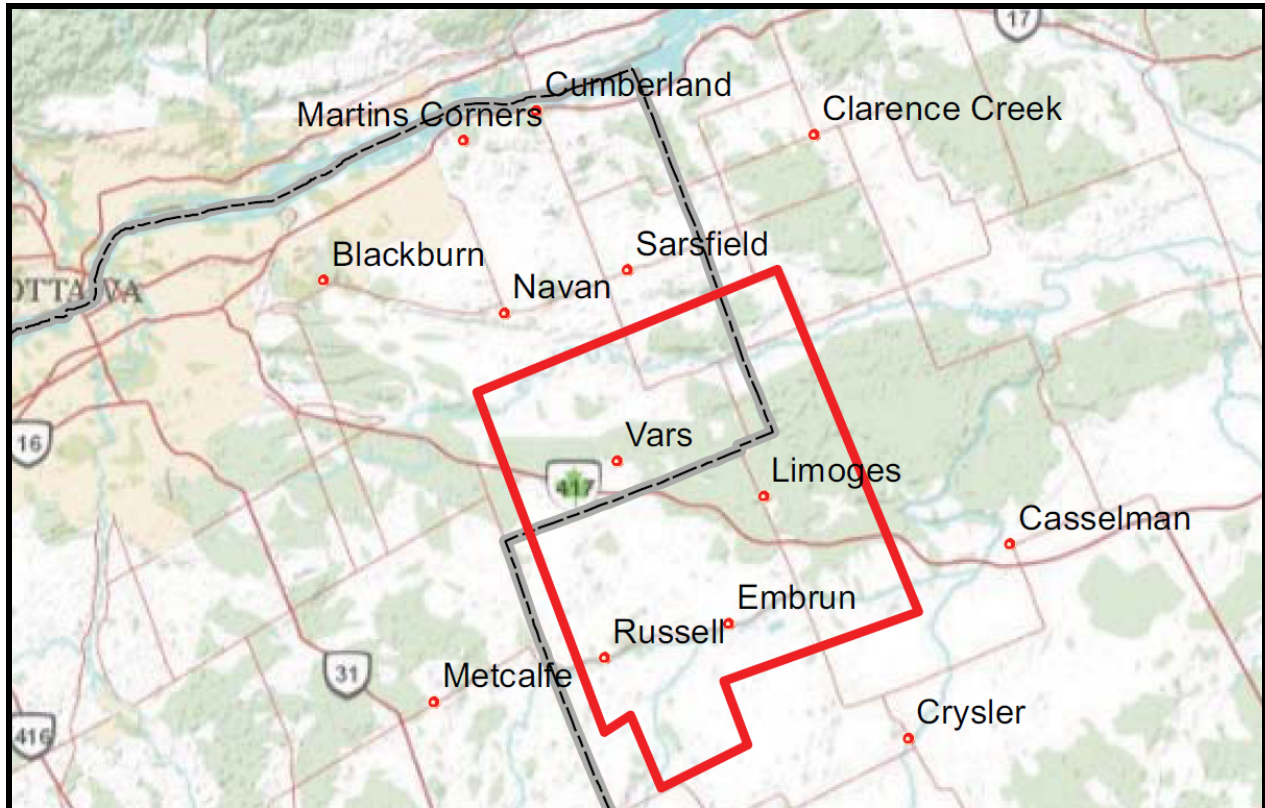 17
Cumberland
Martins Corners
Clarence Creek
Sarsfield
Blackburn
Navan
OTTAWA
Vars
16
417
Limoges
Casselman
Embrun
Russell
31
Metcalfe
Crysler
416